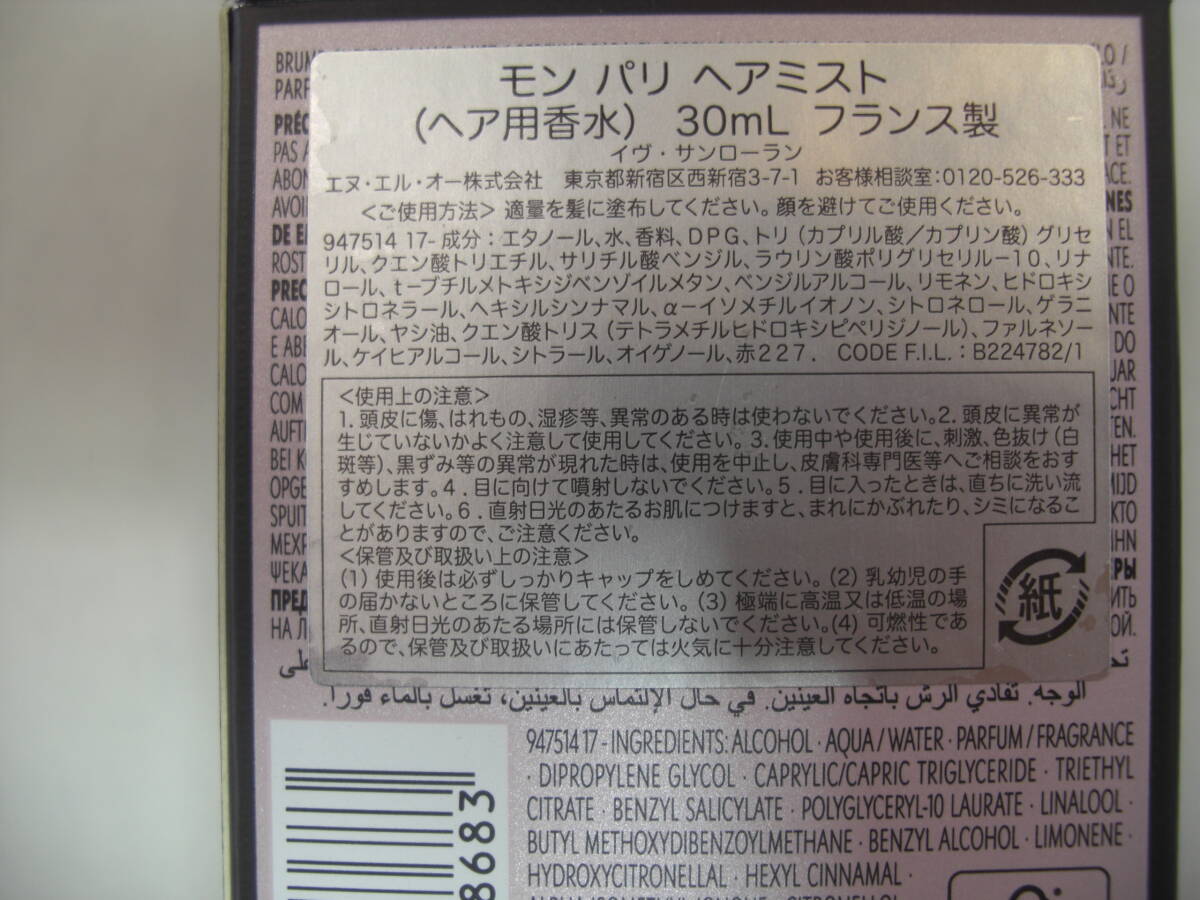 BRUM
PARF
モン パリ ヘアミスト
(ヘア用香水) 30mL フランス製
イヴ・サンローラン
エヌ・エル・オー株式会社 東京都新宿区西新宿3-7-1 お客様相談室:0120-526-333
<ご使用方法> 適量を髪に塗布してください。顔を避けてご使用ください。
947514 17- 成分:エタノール、水、香料、DPG、トリ (カプリル酸/カプリン酸) グリセ
リル、クエン酸トリエチル、サリチル酸ベンジル、ラウリン酸ポリグリセリル-10、リナ
ロール、t-ブチルメトキシジベンゾイルメタン、ベンジルアルコール、リモネン、ヒドロキシ
シトロネラール、ヘキシルシンナマル、α-イソメチルイオノン、シトロネロール、ゲラニ
オール、ヤシ油、クエン酸トリス (テトラメチルヒドロキシピペリジノール)、ファルネソー
ル、ケイヒアルコール、シトラール、オイゲノール、赤227. CODE F.I.L.:B224782/1
<使用上の注意>
1. 頭皮に傷、はれもの、湿疹等、異常のある時は使わないでください。2. 頭皮に異常が
生じていないかよく注意して使用してください。3. 使用中や使用後に、刺激、色抜け (白
斑等)、黒ずみ等の異常が現れた時は、使用を中止し、皮膚科専門医等へご相談をおす
すめします。4. 目に向けて噴射しないでください。5. 目に入ったときは、直ちに洗い流
してください。6. 直射日光のあたるお肌につけますと、まれにかぶれたり、シミになるこ
とがありますので、ご注意ください。
<保管及び取扱い上の注意>
(1) 使用後は必ずしっかりキャップをしめてください。(2) 乳幼児の手
の届かないところに保管してください。(3) 極端に高温又は低温の場
所、直射日光のあたる場所には保管しないでください。(4) 可燃性であ
るので、保管及び取扱いにあたっては火気に十分注意してください。
紙
الوجه. تفادي الرش باتجاه العينين. في حال الإلتماس بالعينين، تغسل بالماء فورا.
947514 17 - INGREDIENTS: ALCOHOL · AQUA / WATER · PARFUM / FRAGRANCE
· DIPROPYLENE GLYCOL · CAPRYLIC/CAPRIC TRIGLYCERIDE · TRIETHYL
CITRATE · BENZYL SALICYLATE · POLYGLYCERYL-10 LAURATE · LINALOOL ·
BUTYL METHOXYDIBENZOYLMETHANE · BENZYL ALCOHOL · LIMONENE ·
HYDROXYCITRONELLAL · HEXYL CINNAMAL ·
8683